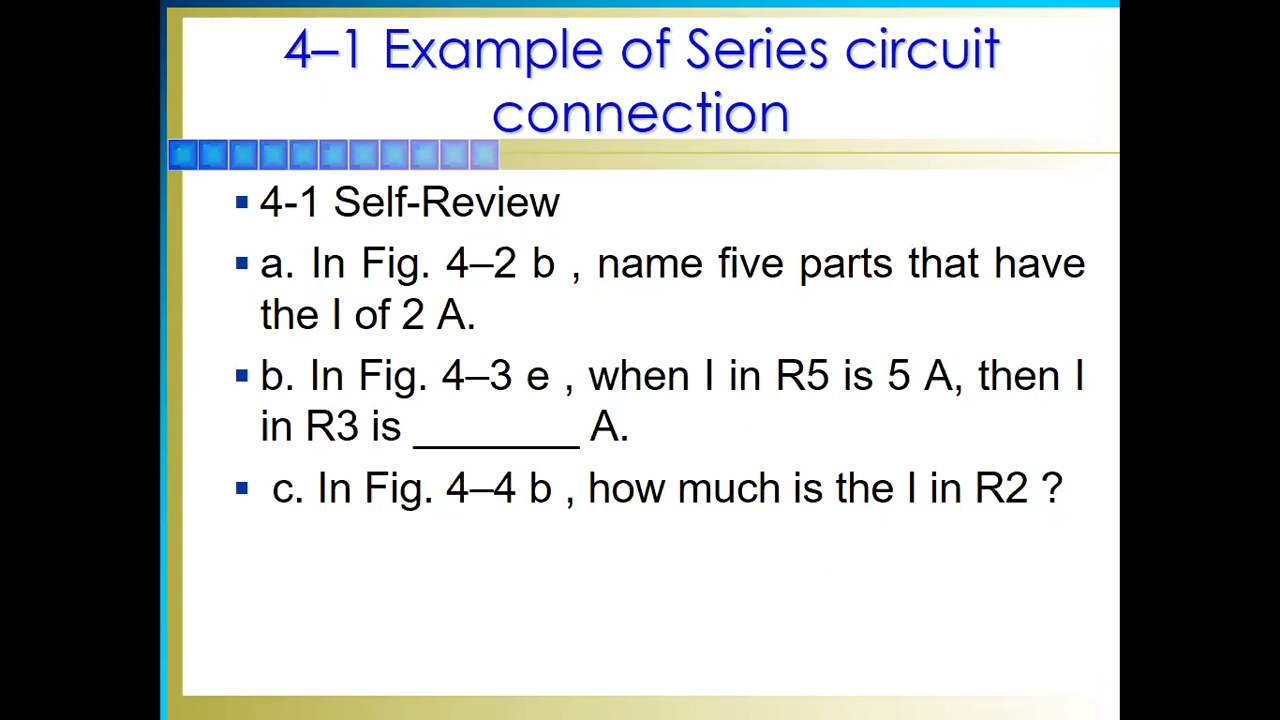 4–1 Example of Series circuit
connection
4-1 Self-Review
a. In Fig. 4–2 b , name five parts that have
the I of 2 A.
b. In Fig. 4–3 e , when I in R5 is 5 A, then I
in R3 is _______ A.
c. In Fig. 4–4 b , how much is the I in R2 ?